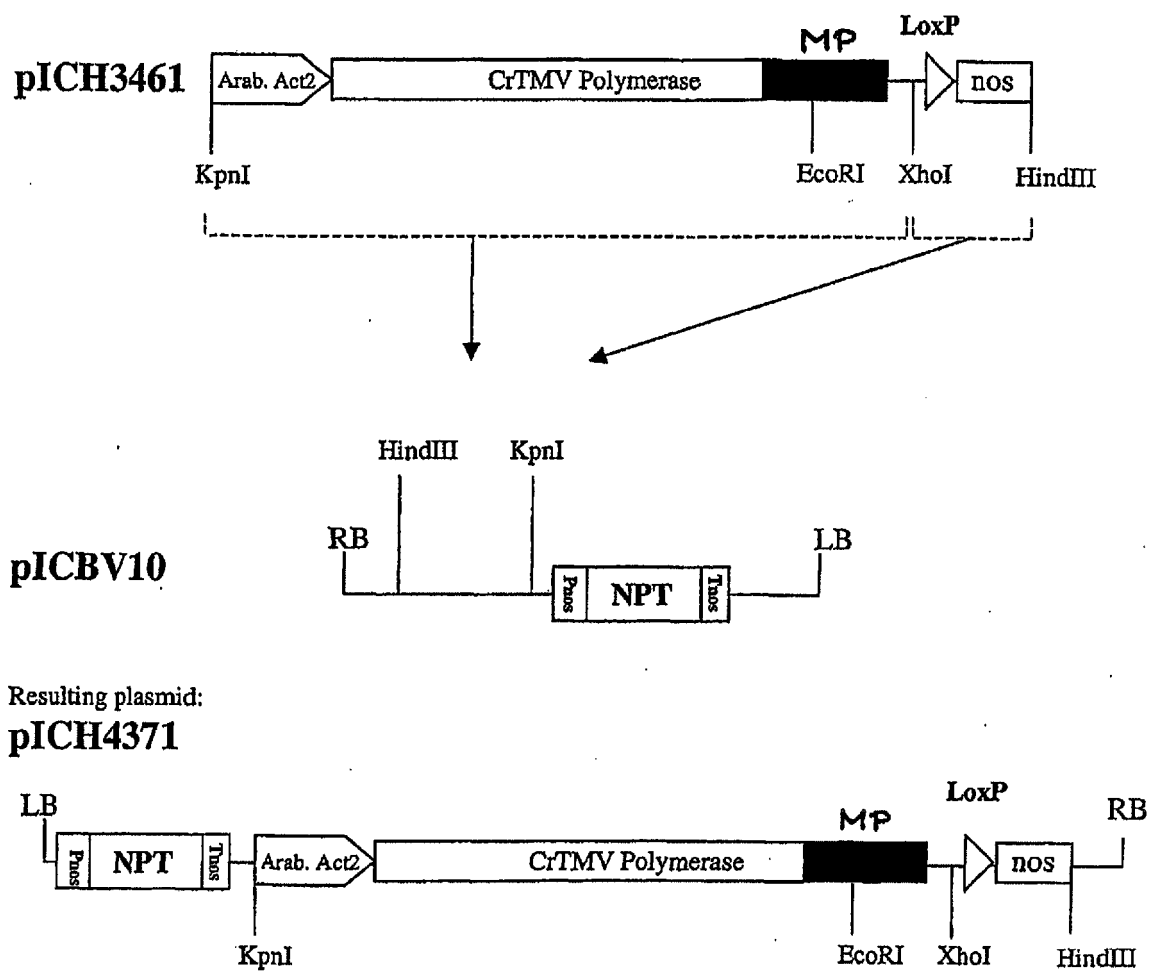 LoxP
MP
pICH3461
Arab. Act2
CrTMV Polymerase
nos
KpnI
EcoRI
XhoI
HindIII
HindIII
KpnI
RB
LB
pICBV10
Pnos
NPT
Tnos
Resulting plasmid:
pICH4371
LoxP
LB
MP
RB
Pnos
NPT
Tnos
Arab. Act2
CrTMV Polymerase
nos
KpnI
EcoRI
XhoI
HindIII